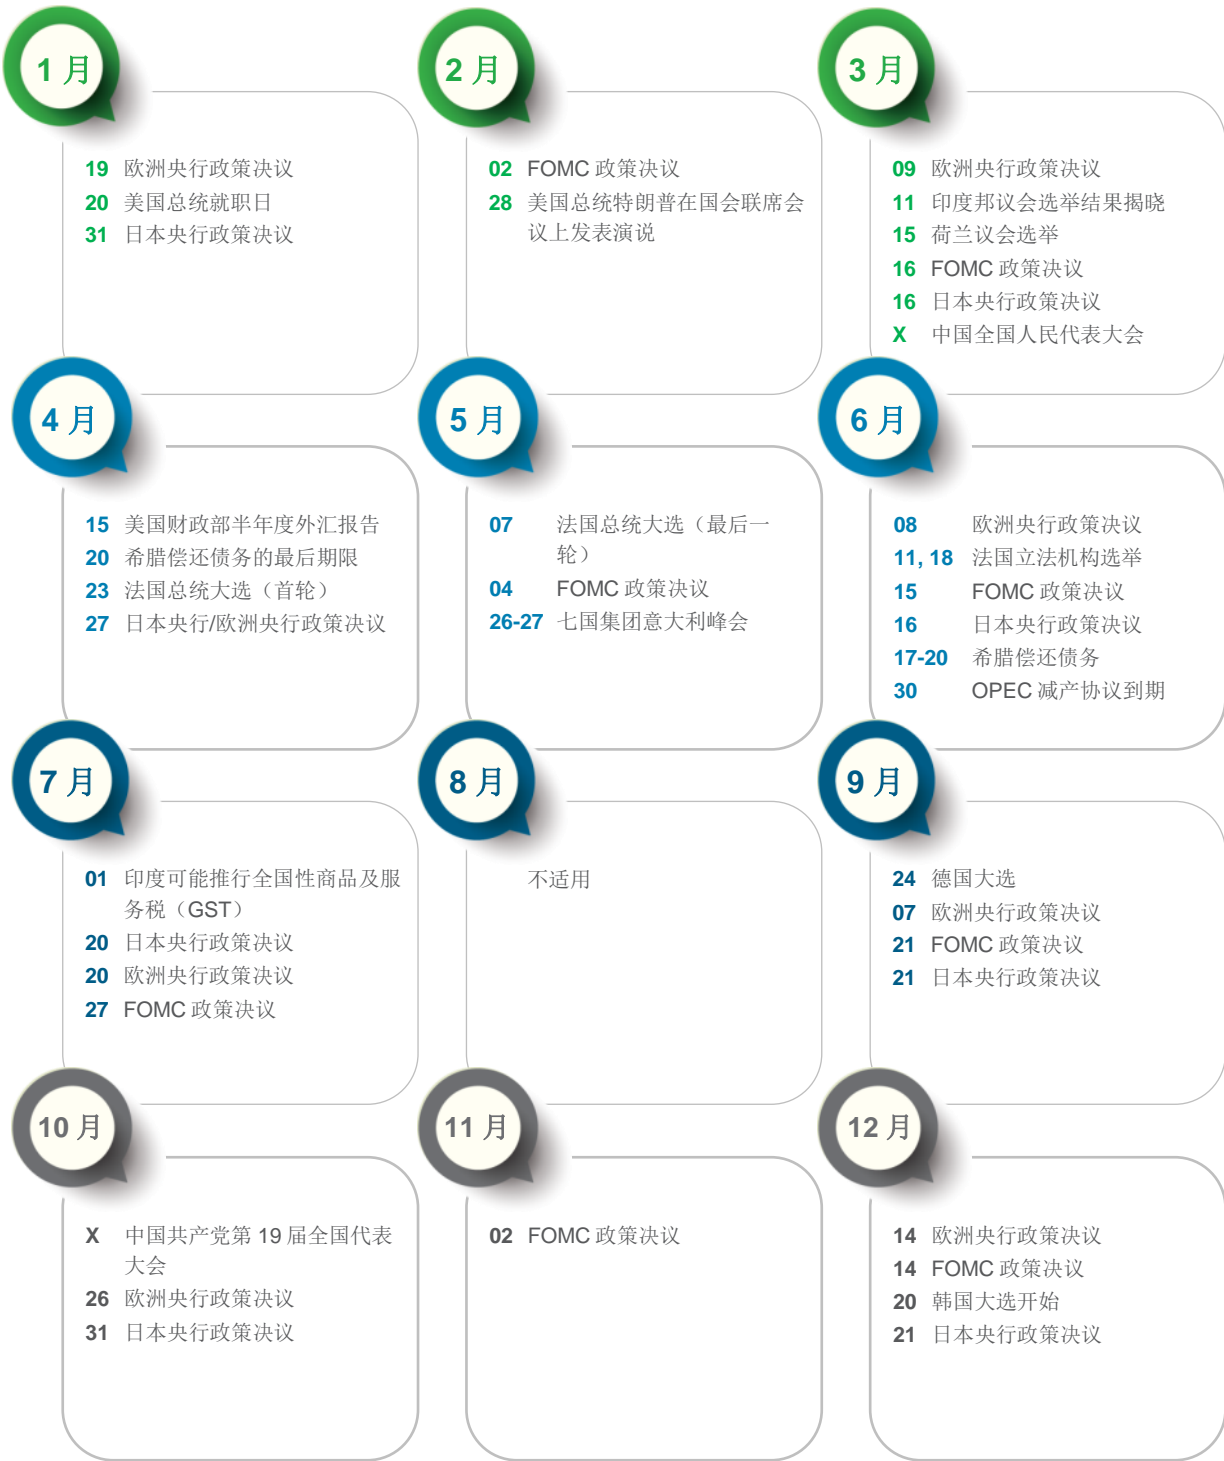 1 月
19 欧洲央行政策决议
20 美国总统就职日
31 日本央行政策决议
2 月
02 FOMC 政策决议
28 美国总统特朗普在国会联席会
议上发表演说
3 月
09 欧洲央行政策决议
11 印度邦议会选举结果揭晓
15 荷兰议会选举
16 FOMC 政策决议
16 日本央行政策决议
X 中国全国人民代表大会
4 月
15 美国财政部半年度外汇报告
20 希腊偿还债务的最后期限
23 法国总统大选（首轮）
27 日本央行/欧洲央行政策决议
5 月
07 法国总统大选（最后一
轮）
04 FOMC 政策决议
26-27 七国集团意大利峰会
6 月
08 欧洲央行政策决议
11, 18 法国立法机构选举
15 FOMC 政策决议
16 日本央行政策决议
17-20 希腊偿还债务
30 OPEC 减产协议到期
7 月
01 印度可能推行全国性商品及服
务税（GST）
20 日本央行政策决议
20 欧洲央行政策决议
27 FOMC 政策决议
8 月
不适用
9 月
24 德国大选
07 欧洲央行政策决议
21 FOMC 政策决议
21 日本央行政策决议
10 月
X 中国共产党第 19 届全国代表
大会
26 欧洲央行政策决议
31 日本央行政策决议
11 月
02 FOMC 政策决议
12 月
14 欧洲央行政策决议
14 FOMC 政策决议
20 韩国大选开始
21 日本央行政策决议